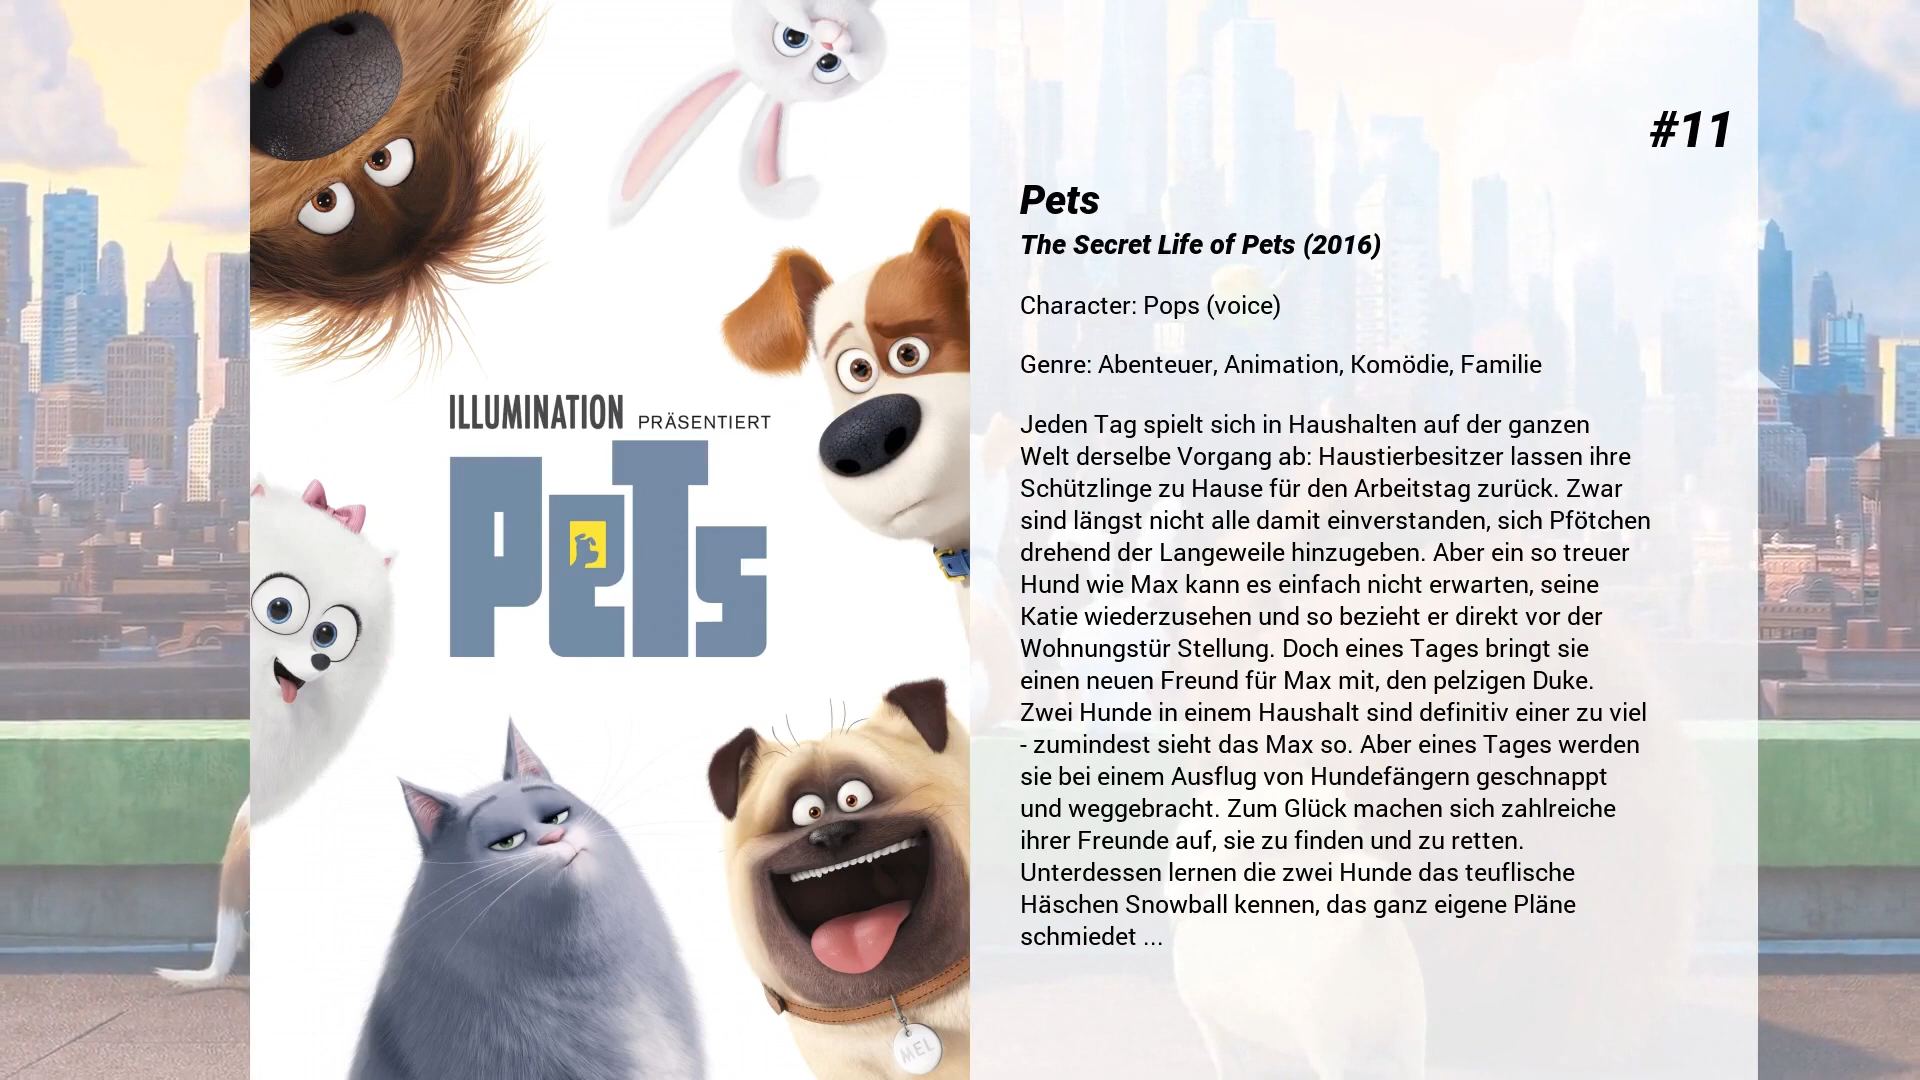 #11
Pets
The Secret Life of Pets (2016)
Character: Pops (voice)
Genre: Abenteuer, Animation, Komödie, Familie
Jeden Tag spielt sich in Haushalten auf der ganzen
Welt derselbe Vorgang ab: Haustierbesitzer lassen ihre
Schützlinge zu Hause für den Arbeitstag zurück. Zwar
sind längst nicht alle damit einverstanden, sich Pfötchen
drehend der Langeweile hinzugeben. Aber ein so treuer
Hund wie Max kann es einfach nicht erwarten, seine
Katie wiederzusehen und so bezieht er direkt vor der
Wohnungstür Stellung. Doch eines Tages bringt sie
einen neuen Freund für Max mit, den pelzigen Duke.
Zwei Hunde in einem Haushalt sind definitiv einer zu viel
- zumindest sieht das Max so. Aber eines Tages werden
sie bei einem Ausflug von Hundefängern geschnappt
und weggebracht. Zum Glück machen sich zahlreiche
ihrer Freunde auf, sie zu finden und zu retten.
Unterdessen lernen die zwei Hunde das teuflische
Häschen Snowball kennen, das ganz eigene Pläne
schmiedet ...
ILLUMINATION PRÄSENTIERT
PeTs
MEL